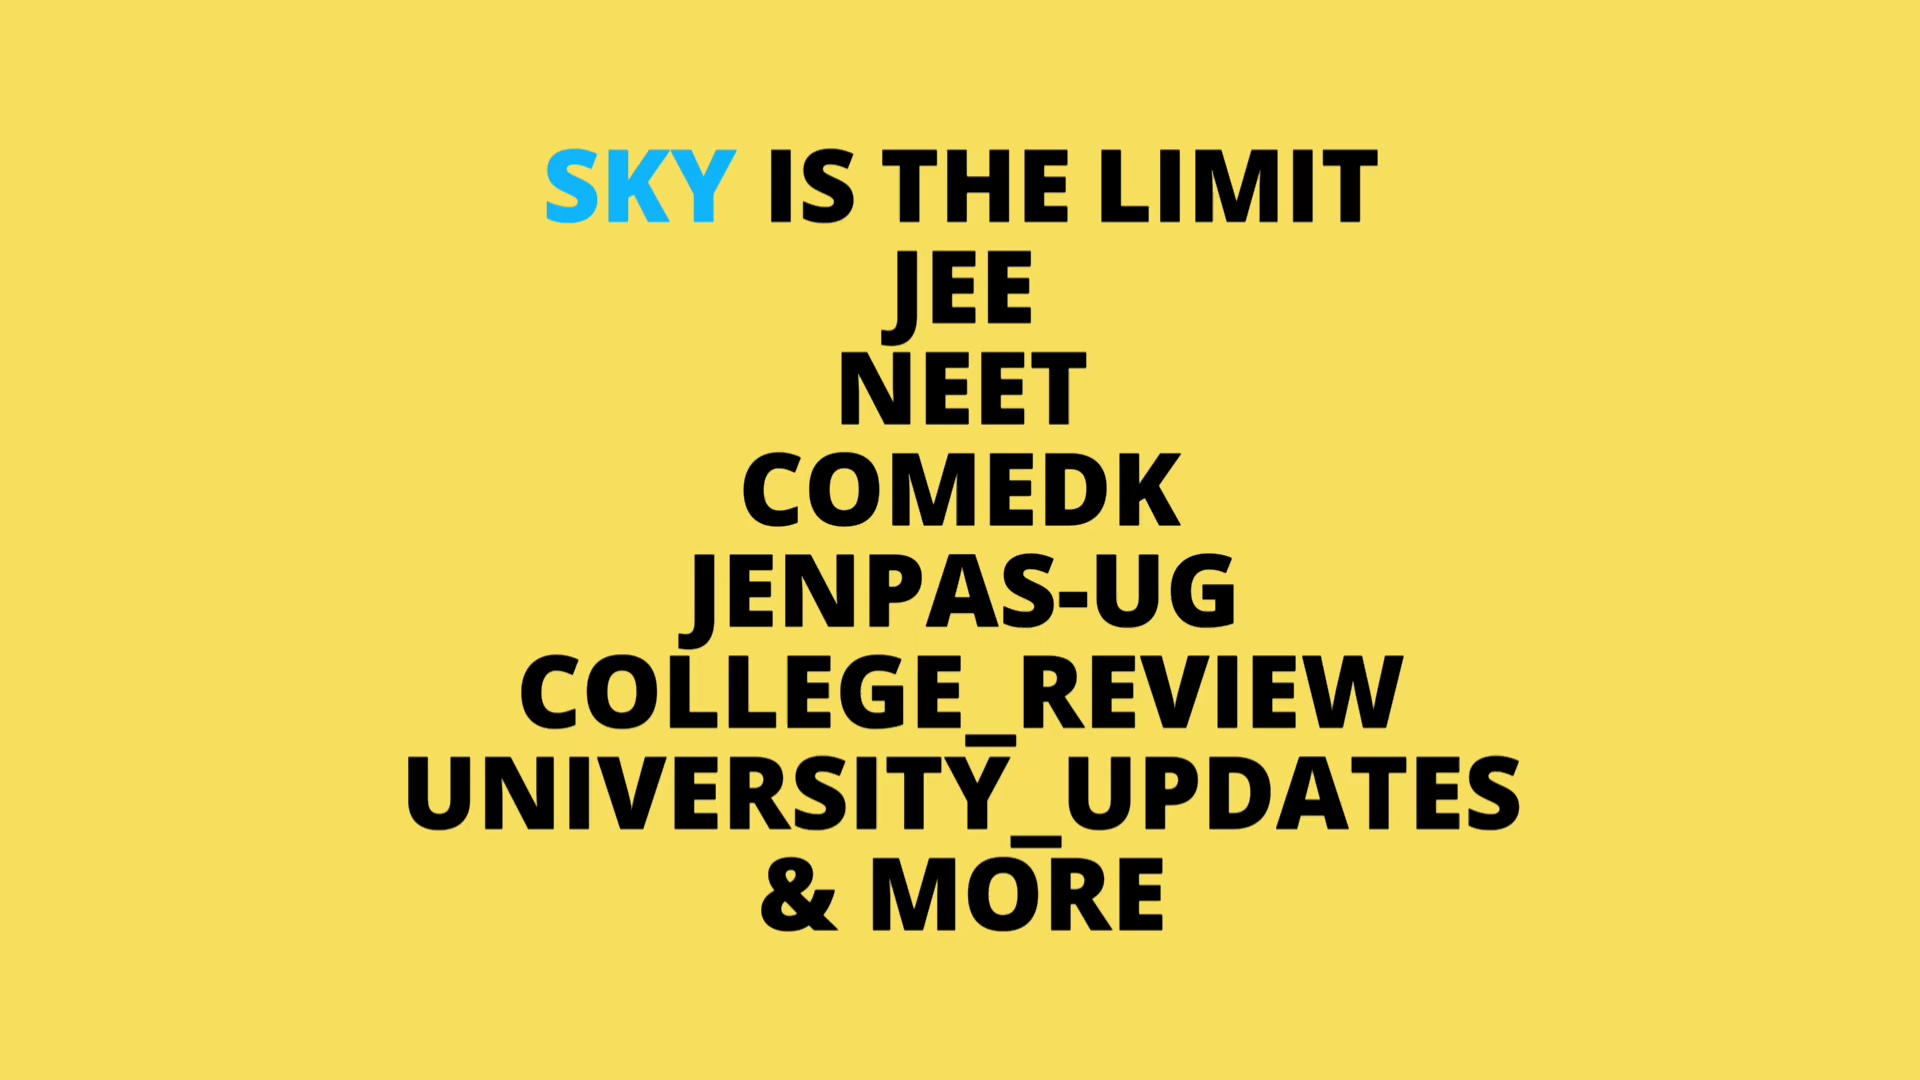 SKY IS THE LIMIT
JEE
NEET
COMEDK
JENPAS-UG
COLLEGE_REVIEW
UNIVERSITY_UPDATES
& MORE